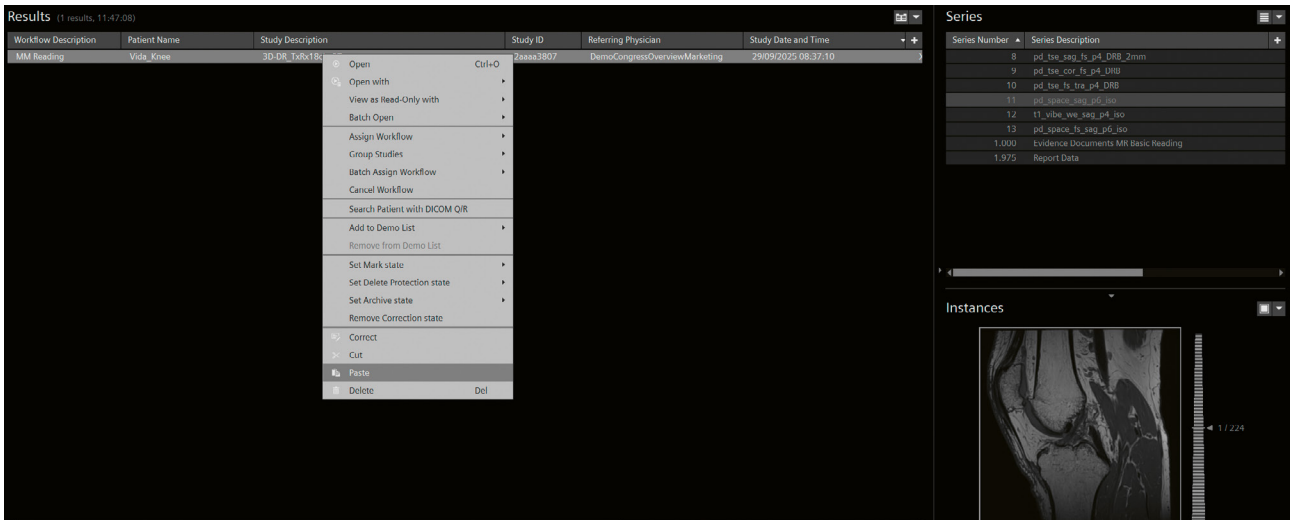 Results (1 results, 11:47:08)
Workflow Description Patient Name Study Description Study ID Referring Physician Study Date and Time
MM Reading Vida_Knee 3D-DR_TxRx18 2aaaa3807 DemoCongressOverviewMarketing 29/09/2025 08:37:10
Open Ctrl+O
Open with
View as Read-Only with
Batch Open
Assign Workflow
Group Studies
Batch Assign Workflow
Cancel Workflow
Search Patient with DICOM Q/R
Add to Demo List
Remove from Demo List
Set Mark state
Set Delete Protection state
Set Archive state
Remove Correction state
Correct
Cut
Paste
Delete Del
Series
Series Number Series Description
8 pd_tse_sag_fs_p4_DRB_2mm
9 pd_tse_cor_fs_p4_DRB
10 pd_tse_fs_tra_p4_DRB
11 pd_space_sag_p6_iso
12 t1_vibe_we_sag_p4_iso
13 pd_space_fs_sag_p6_iso
1.000 Evidence Documents MR Basic Reading
1.975 Report Data
Instances
1 / 224